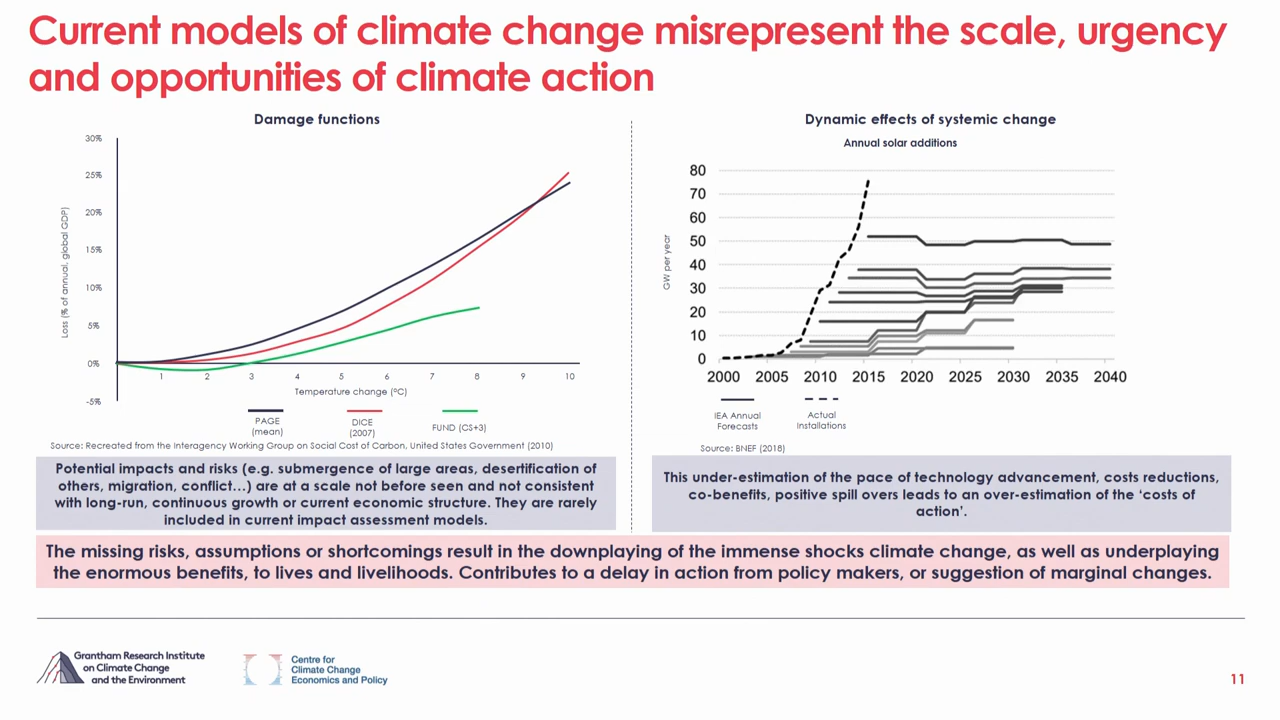 Current models of climate change misrepresent the scale, urgency
and opportunities of climate action
Damage functions
30%
25%
20%
15%
10%
5%
0%
-5%
Loss (% of annual, global GDP)
1 2 3 4 5 6 7 8 9 10
Temperature change (°C)
PAGE
(mean)
DICE
(2007)
FUND (CS+3)
Source: Recreated from the Interagency Working Group on Social Cost of Carbon, United States Government (2010)
Potential impacts and risks (e.g. submergence of large areas, desertification of
others, migration, conflict…) are at a scale not before seen and not consistent
with long-run, continuous growth or current economic structure. They are rarely
included in current impact assessment models.
Dynamic effects of systemic change
Annual solar additions
80
70
60
50
40
30
20
10
0
GW per year
2000 2005 2010 2015 2020 2025 2030 2035 2040
IEA Annual
Forecasts
Actual
Installations
Source: BNEF (2018)
This under-estimation of the pace of technology advancement, costs reductions,
co-benefits, positive spill overs leads to an over-estimation of the ‘costs of
action’.
The missing risks, assumptions or shortcomings result in the downplaying of the immense shocks climate change, as well as underplaying
the enormous benefits, to lives and livelihoods. Contributes to a delay in action from policy makers, or suggestion of marginal changes.
Grantham Research Institute
on Climate Change
and the Environment
Centre for
Climate Change
Economics and Policy
11